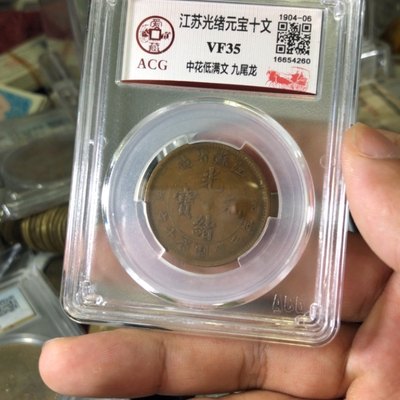 江苏光绪元宝十文
1904-06
VF35
16654260
ACG
中花低满文 九尾龙
光
寶
緒